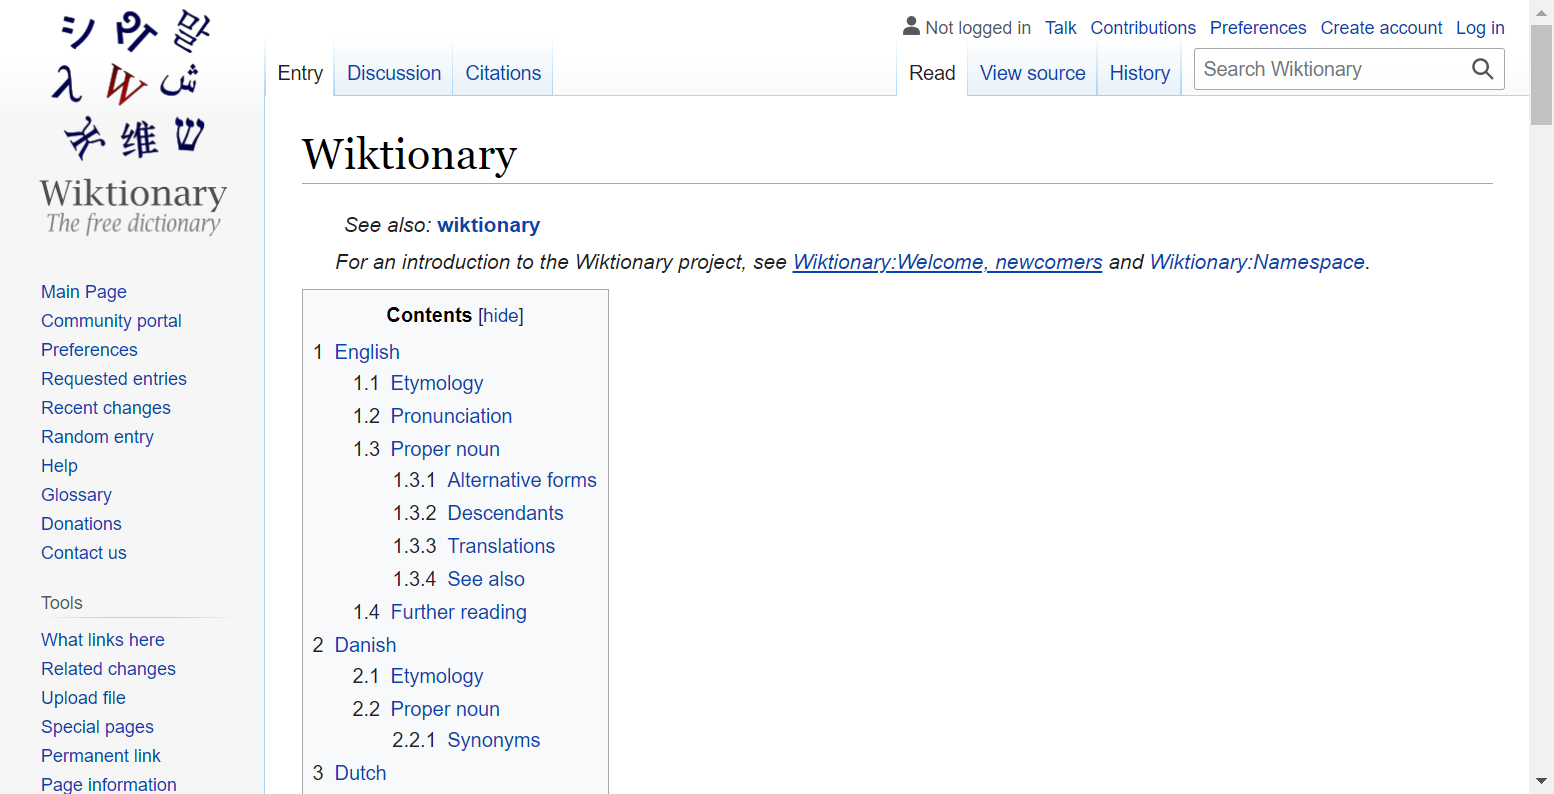 シ ወ 말
λ W ش
维 ש
Wiktionary
The free dictionary
Main Page
Community portal
Preferences
Requested entries
Recent changes
Random entry
Help
Glossary
Donations
Contact us
Tools
What links here
Related changes
Upload file
Special pages
Permanent link
Page information
Not logged in Talk Contributions Preferences Create account Log in
Entry Discussion Citations Read View source History Search Wiktionary
Wiktionary
See also: wiktionary
For an introduction to the Wiktionary project, see Wiktionary:Welcome, newcomers and Wiktionary:Namespace.
Contents [hide]
1 English
1.1 Etymology
1.2 Pronunciation
1.3 Proper noun
1.3.1 Alternative forms
1.3.2 Descendants
1.3.3 Translations
1.3.4 See also
1.4 Further reading
2 Danish
2.1 Etymology
2.2 Proper noun
2.2.1 Synonyms
3 Dutch